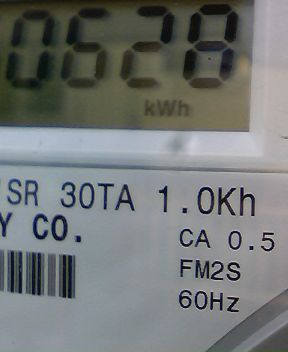 0628
kWh
SR 30TA 1.0Kh
Y CO.
CA 0.5
FM2S
60Hz